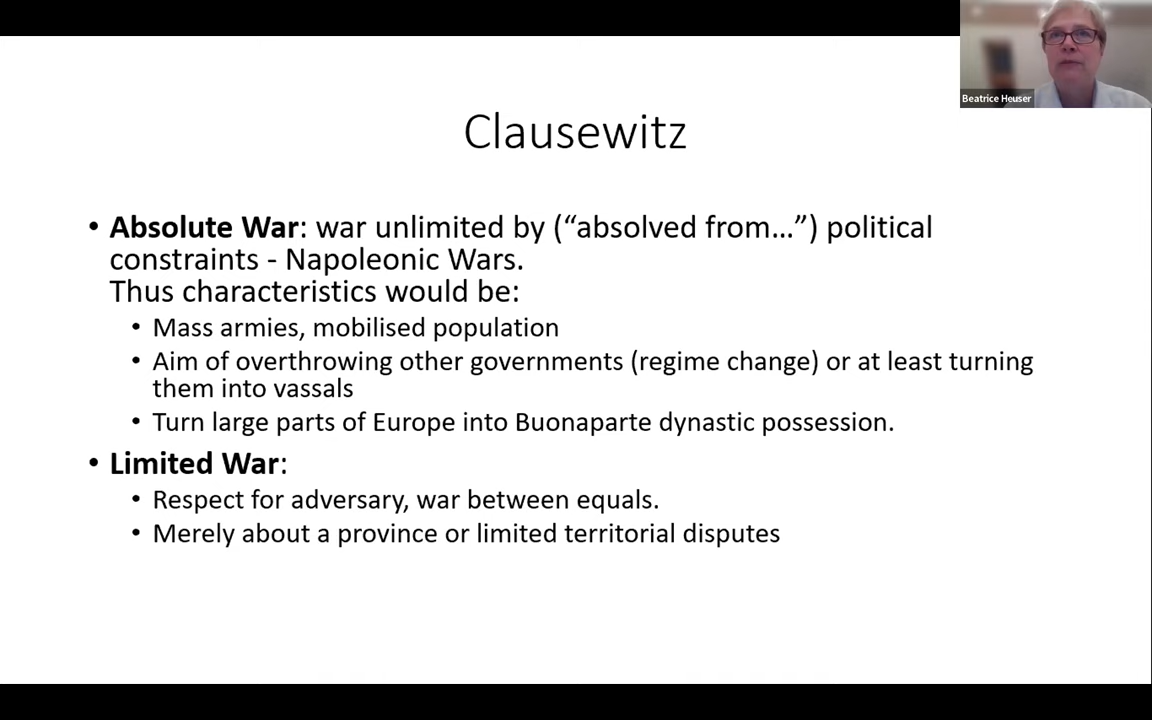 Beatrice Heuser
Clausewitz
• Absolute War: war unlimited by (“absolved from…”) political
constraints - Napoleonic Wars.
Thus characteristics would be:
• Mass armies, mobilised population
• Aim of overthrowing other governments (regime change) or at least turning
them into vassals
• Turn large parts of Europe into Buonaparte dynastic possession.
• Limited War:
• Respect for adversary, war between equals.
• Merely about a province or limited territorial disputes